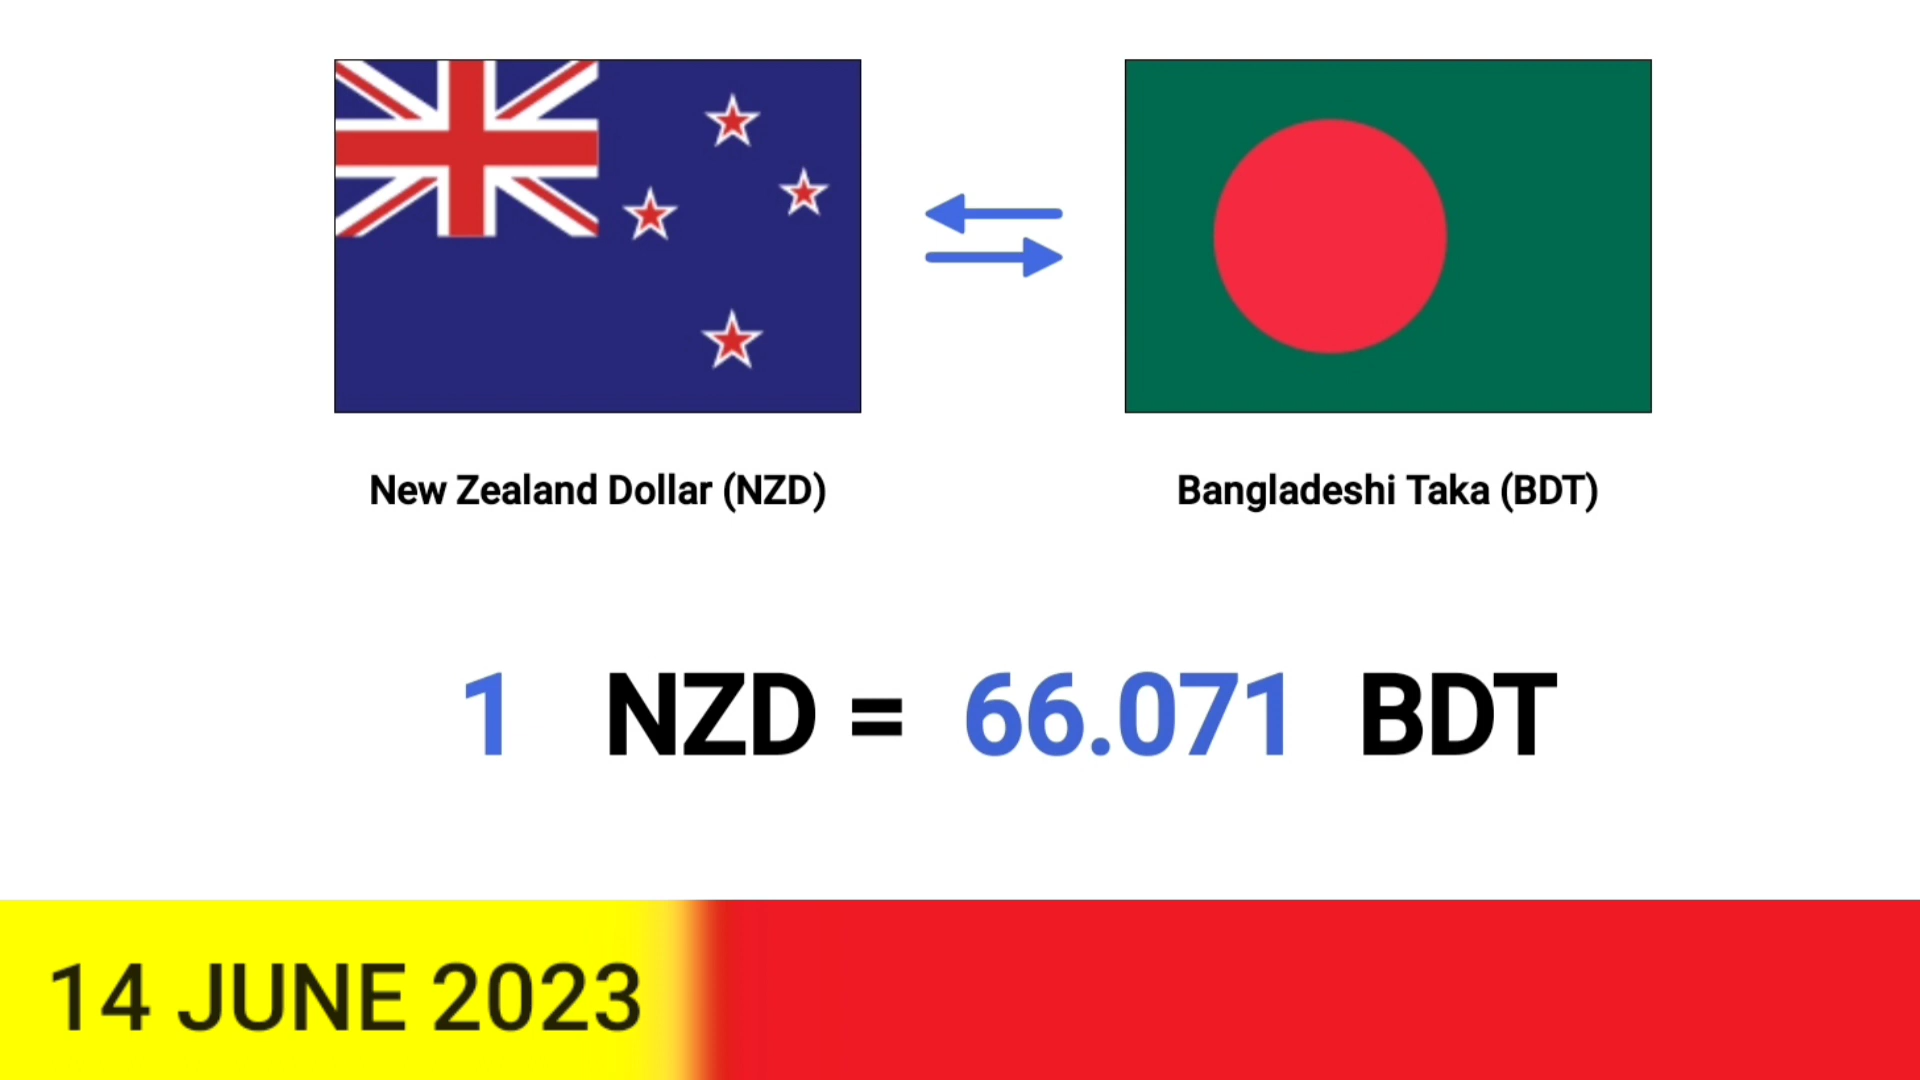 New Zealand Dollar (NZD)
Bangladeshi Taka (BDT)
1 NZD = 66.071 BDT
14 JUNE 2023